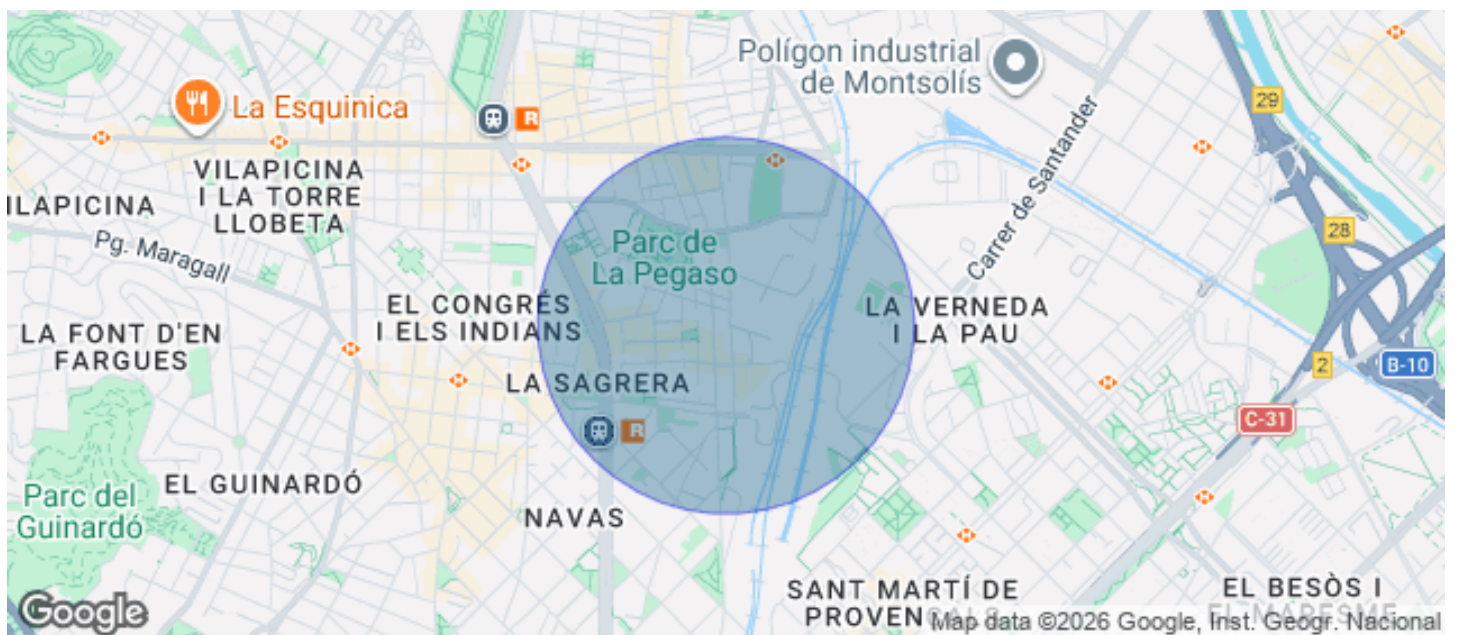 Polígon industrial
de Montsolís
29
La Esquinica
R
Carrer de Santander
VILAPICINA
I LA TORRE
LLOBETA
ILAPICINA
Pg. Maragall
Parc de
La Pegaso
28
EL CONGRÉS
I ELS INDIANS
LA VERNEDA
I LA PAU
LA FONT D'EN
FARGUES
2
B-10
LA SAGRERA
C-31
R
EL GUINARDÓ
Parc del
Guinardó
NAVAS
SANT MARTÍ DE
PROVENÇALS
EL BESÒS I
EL MARESME
Google
Map data ©2026 Google, Inst. Geogr. Nacional